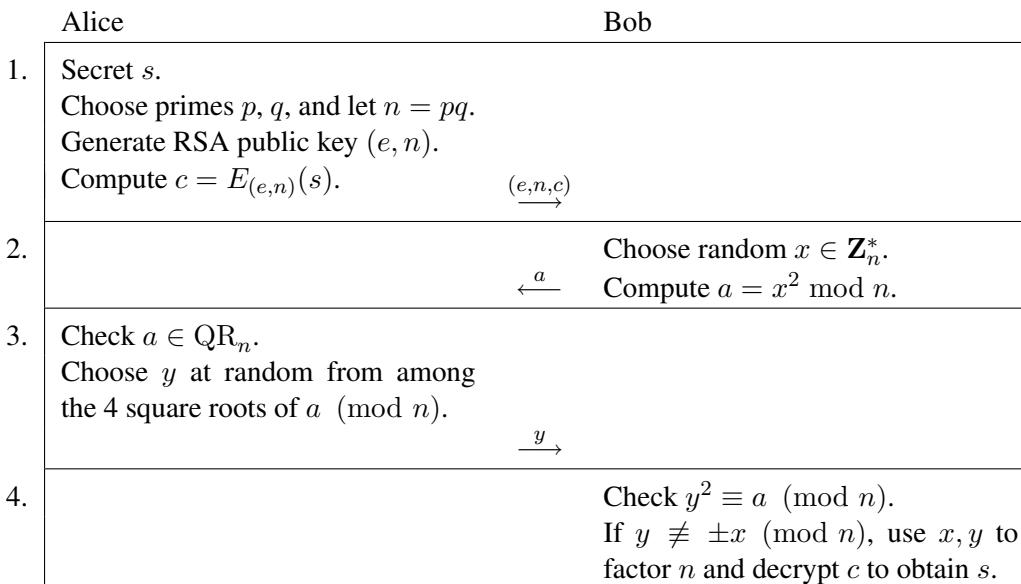 Alice Bob
1. Secret s.
Choose primes p, q, and let n = pq.
Generate RSA public key (e, n).
Compute c = E_{(e,n)}(s). (e,n,c) ⟶
2. Choose random x ∈ Z*_n.
⟵ a Compute a = x² mod n.
3. Check a ∈ QR_n.
Choose y at random from among
the 4 square roots of a (mod n).
y ⟶
4. Check y² ≡ a (mod n).
If y ≢ ±x (mod n), use x, y to
factor n and decrypt c to obtain s.